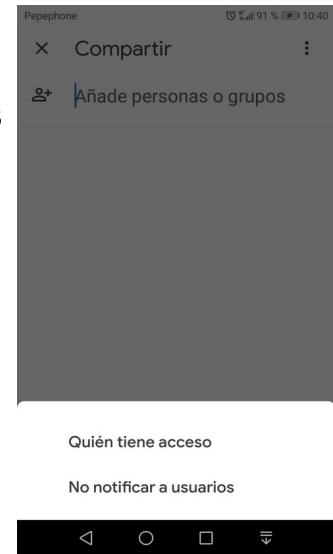 Pepephone 91 % 10:40
Compartir
Añade personas o grupos
Quién tiene acceso
No notificar a usuarios